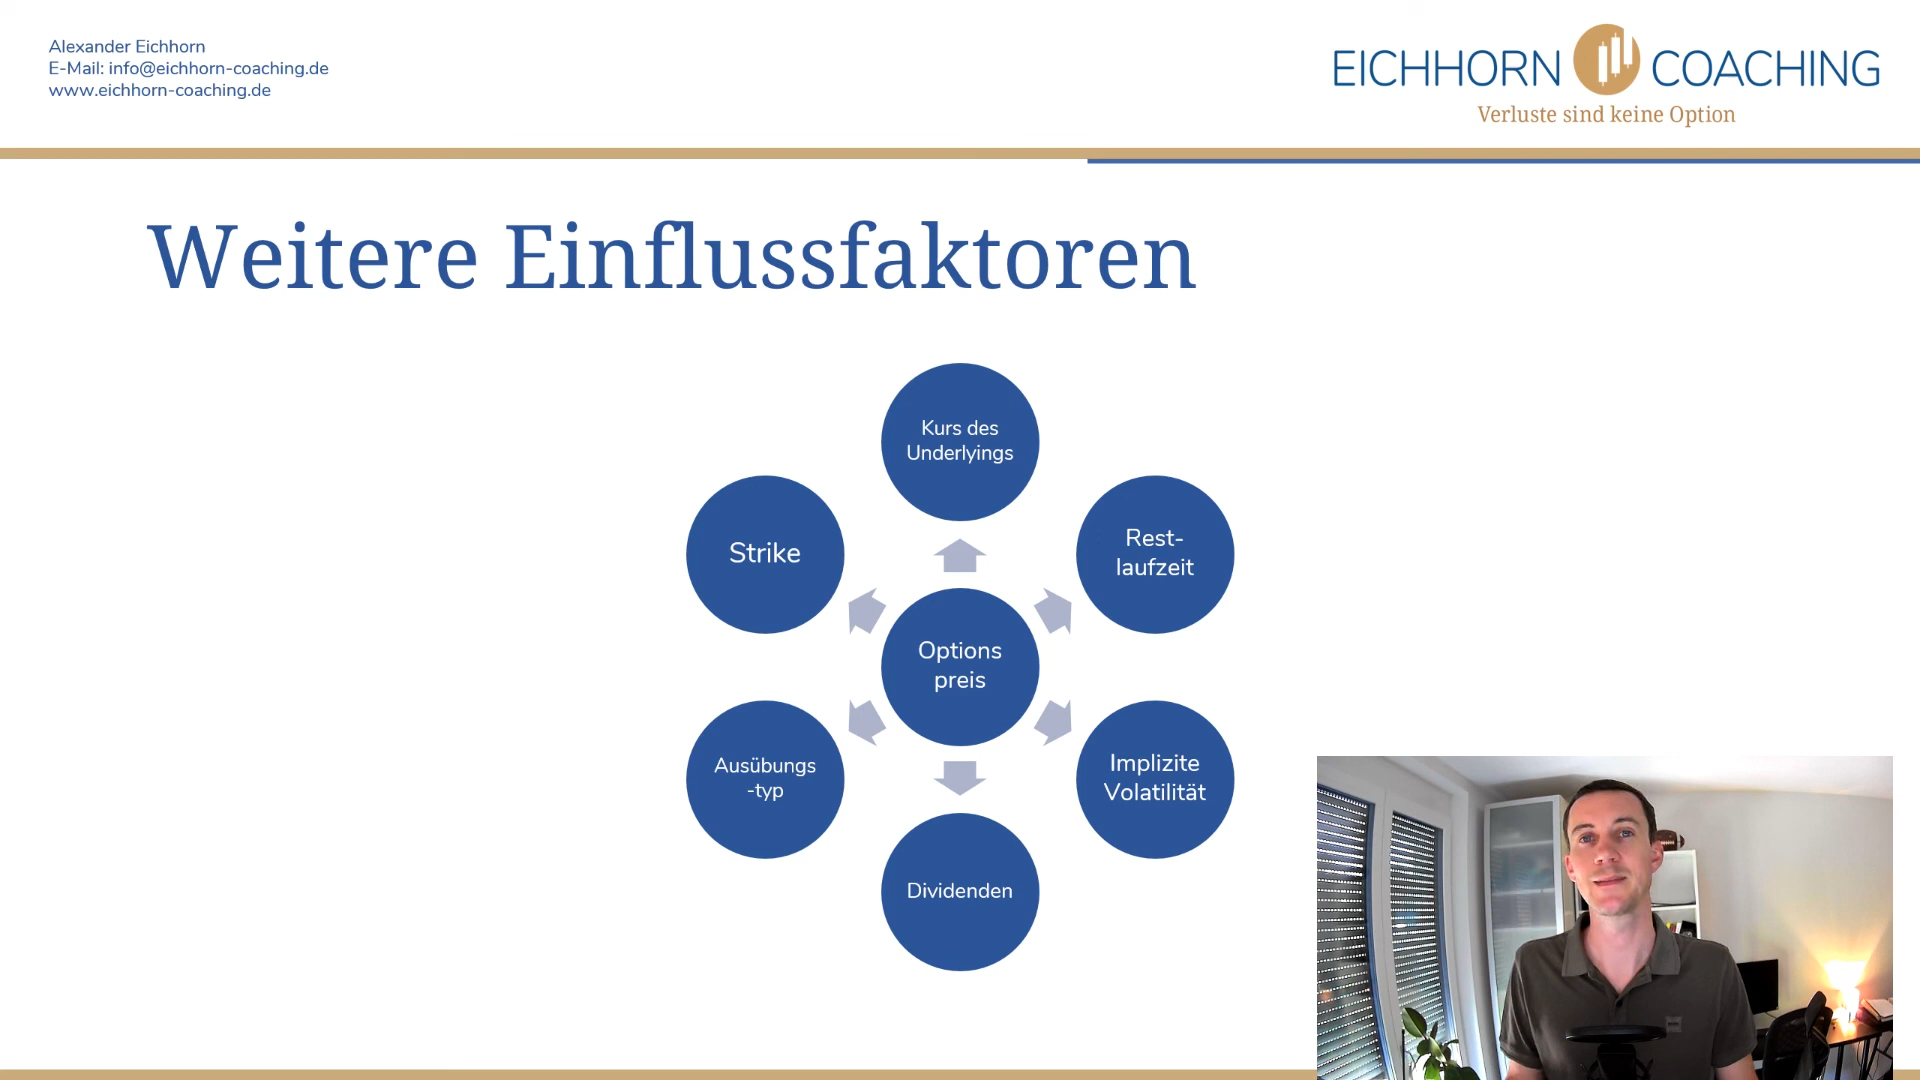 Alexander Eichhorn
E-Mail: info@eichhorn-coaching.de
www.eichhorn-coaching.de
EICHHORN COACHING
Verluste sind keine Option
Weitere Einflussfaktoren
Kurs des
Underlyings
Strike
Rest-
laufzeit
Options
preis
Ausübungs
-typ
Implizite
Volatilität
Dividenden